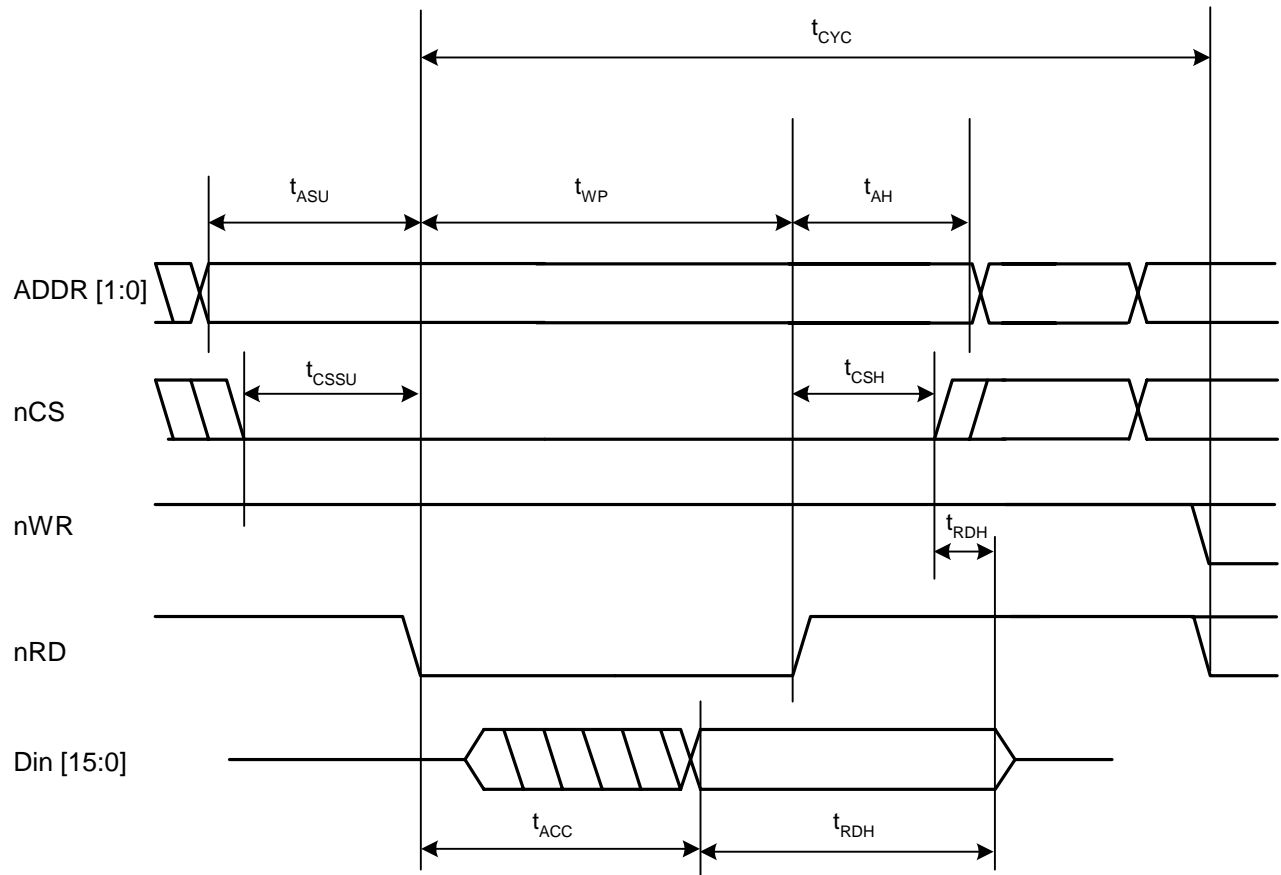 tCYC
tASU
tWP
tAH
ADDR [1:0]
tCSSU
tCSH
nCS
nWR
tRDH
nRD
Din [15:0]
tACC
tRDH